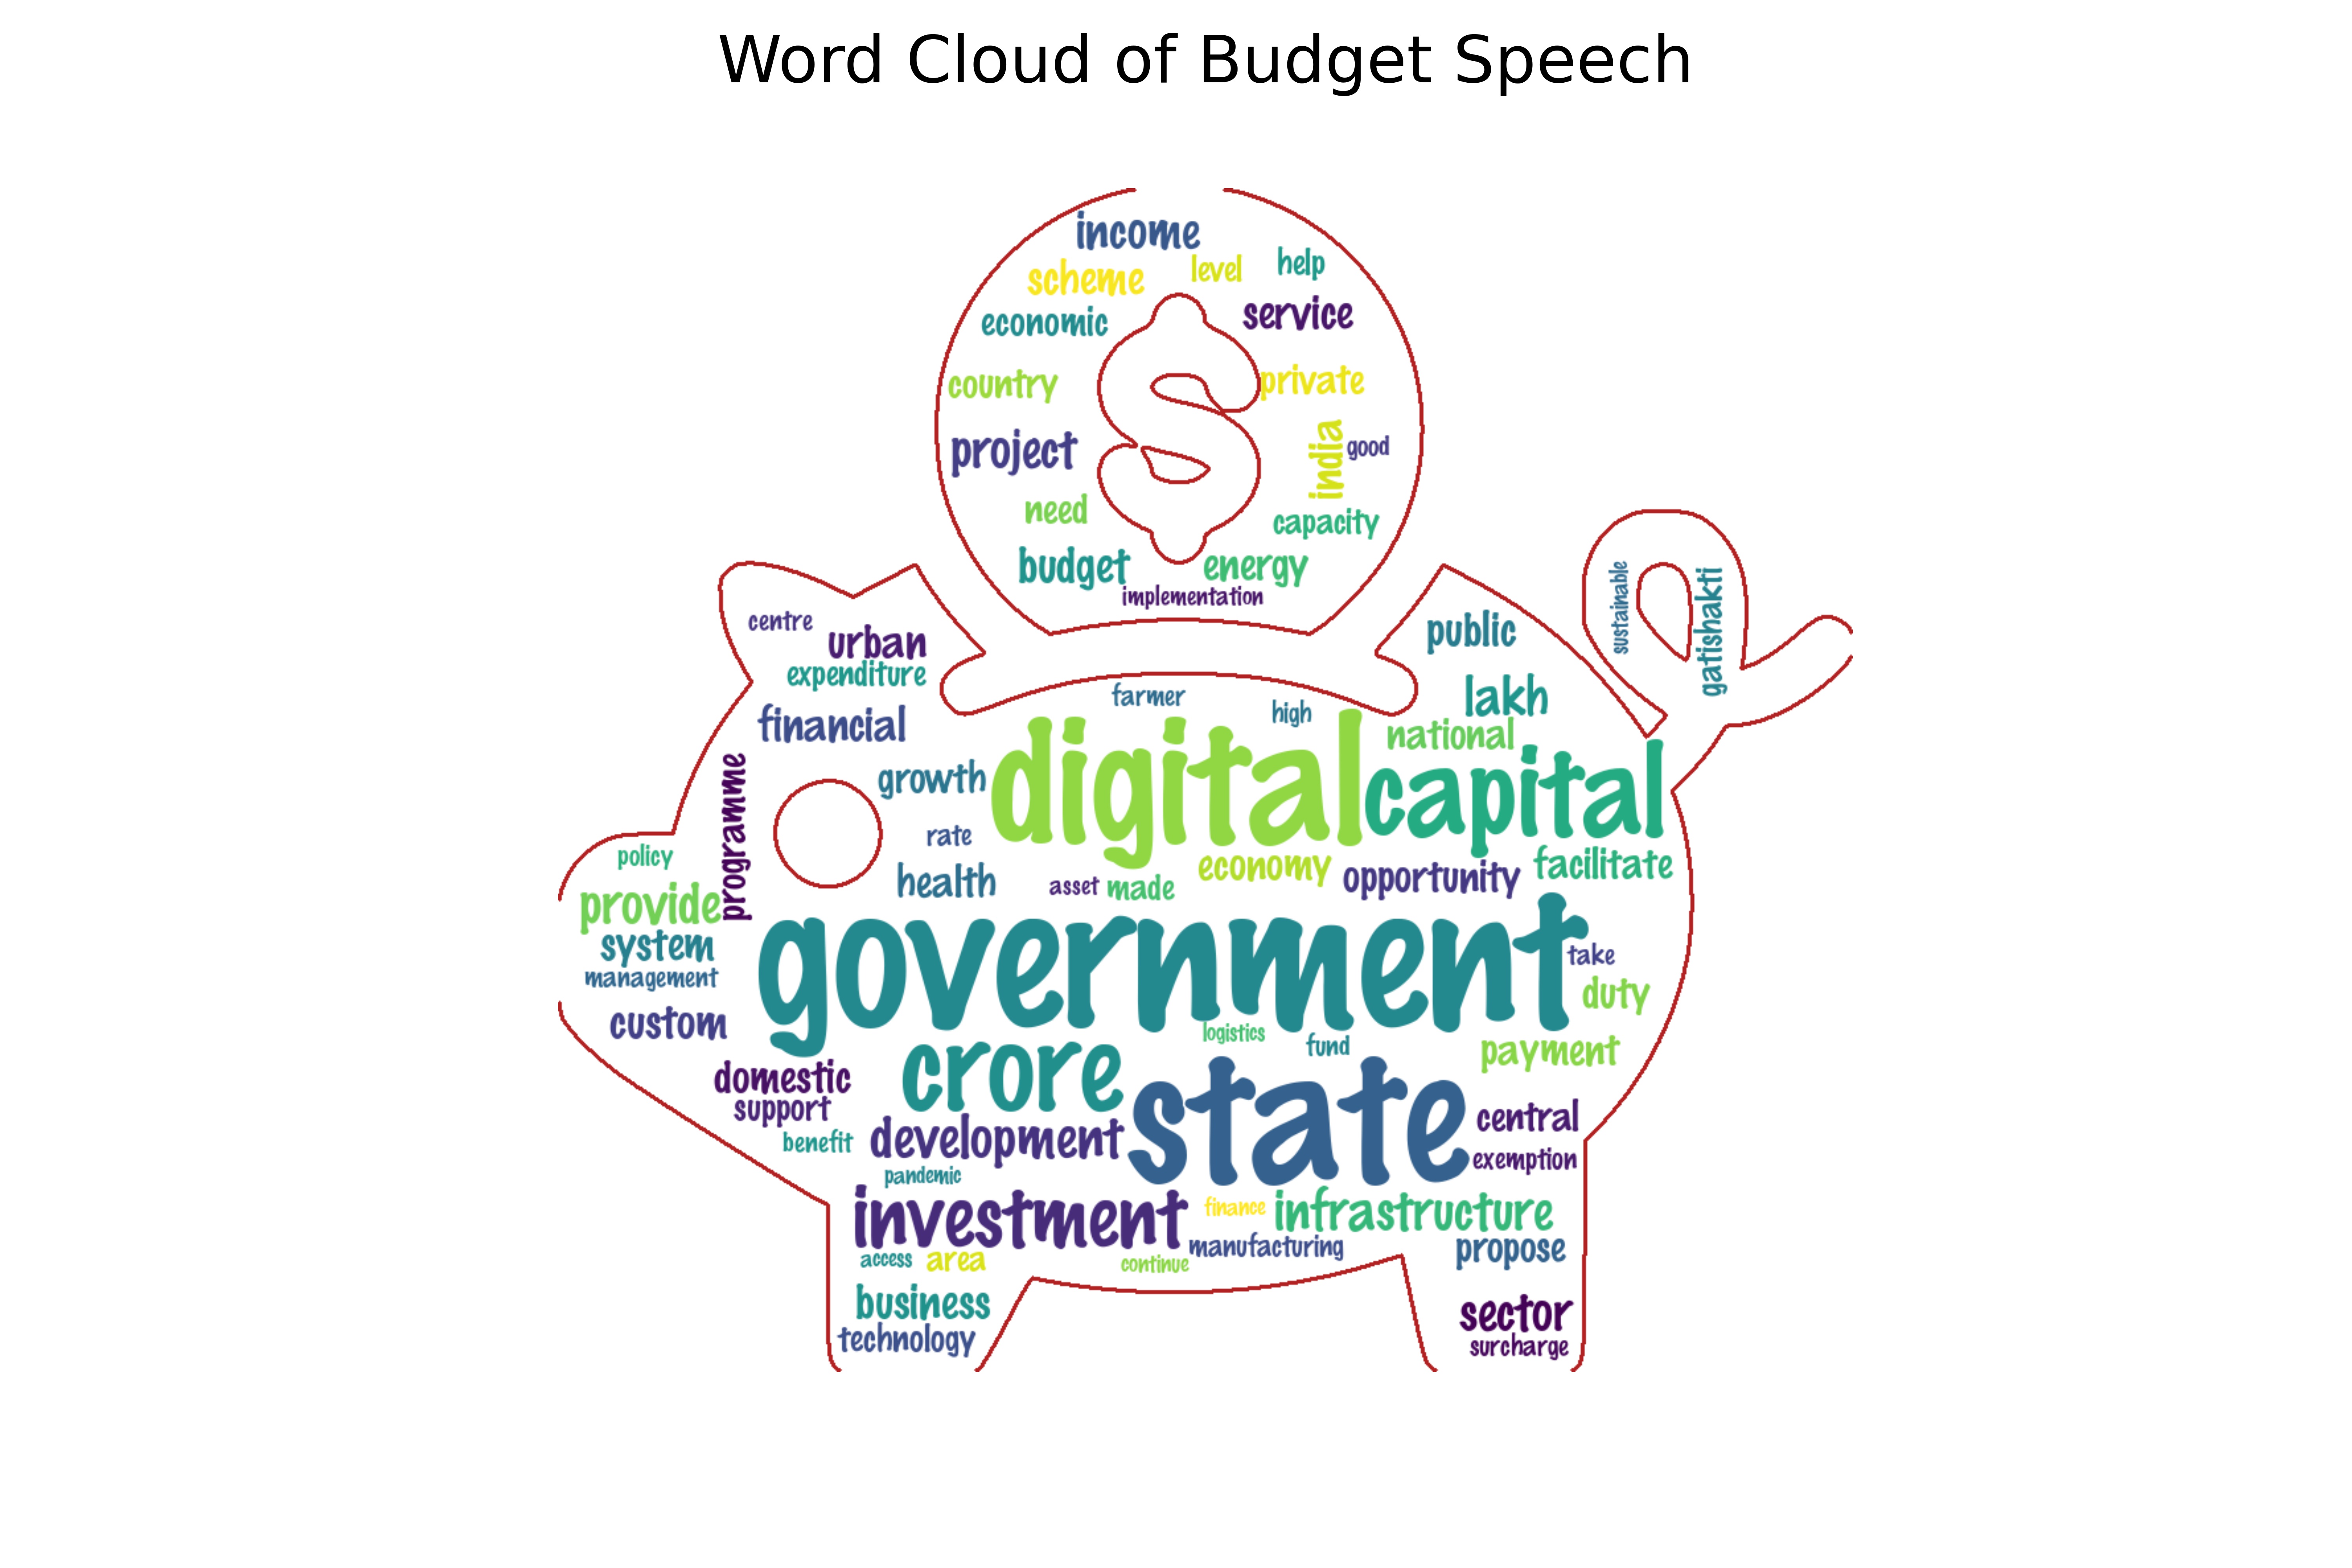 Word Cloud of Budget Speech
income
scheme
level
help
economic
service
country
private
project
india
good
need
capacity
budget
energy
implementation
centre
urban
expenditure
financial
public
sustainable
gatishakti
lakh
farmer
high
national
programme
growth
digital
capital
rate
policy
health
asset
made
economy
opportunity
facilitate
provide
system
management
custom
government
take
duty
logistics
fund
payment
domestic
support
benefit
crore
development
state
central
exemption
pandemic
investment
finance
infrastructure
access
area
continue
manufacturing
propose
business
technology
sector
surcharge